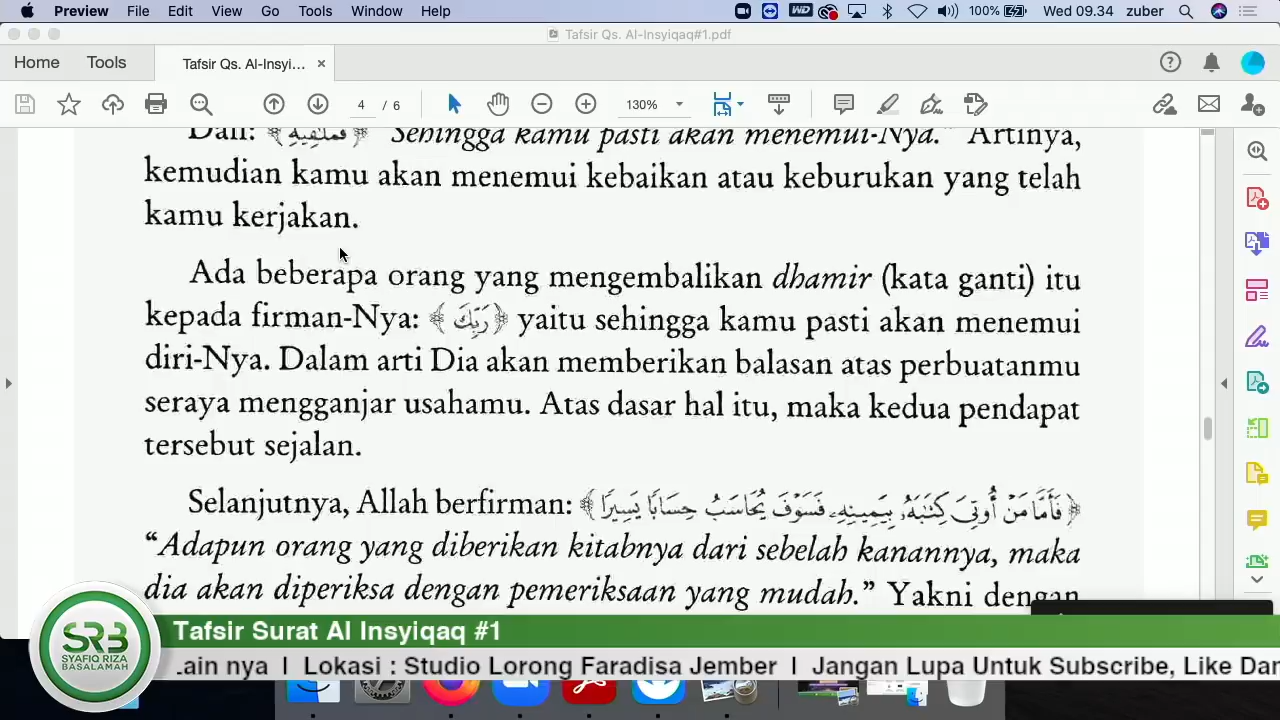 Preview File Edit View Go Tools Window Help 100% Wed 09.34 zuber
Tafsir Qs. Al-Insyiqaq#1.pdf
Home Tools Tafsir Qs. Al-Insyi... ×
4 / 6 130%
Dan: ﴿فَمُلَٰقِيهِ﴾ "Sehingga kamu pasti akan menemui-Nya." Artinya,
kemudian kamu akan menemui kebaikan atau keburukan yang telah
kamu kerjakan.
Ada beberapa orang yang mengembalikan dhamir (kata ganti) itu
kepada firman-Nya: ﴿رَبِّكَ﴾ yaitu sehingga kamu pasti akan menemui
diri-Nya. Dalam arti Dia akan memberikan balasan atas perbuatanmu
seraya mengganjar usahamu. Atas dasar hal itu, maka kedua pendapat
tersebut sejalan.
Selanjutnya, Allah berfirman: ﴿فَأَمَّا مَنْ أُوتِيَ كِتَٰبَهُۥ بِيَمِينِهِۦ فَسَوْفَ يُحَاسَبُ حِسَابًا يَسِيرًا﴾
“Adapun orang yang diberikan kitabnya dari sebelah kanannya, maka
dia akan diperiksa dengan pemeriksaan yang mudah.” Yakni dengan
SRB
SYAFIQ RIZA
BASALAMAH
Tafsir Surat Al Insyiqaq #1
.ain nya I Lokasi : Studio Lorong Faradisa Jember I Jangan Lupa Untuk Subscribe, Like Dan